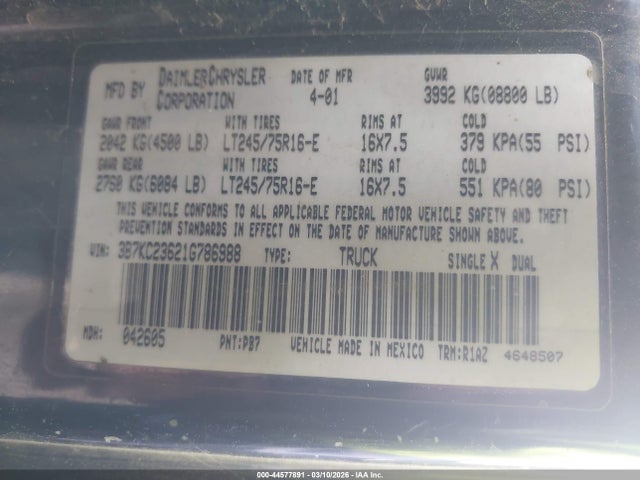 MFD BY DAIMLERCHRYSLER CORPORATION DATE OF MFR 4-01 GVWR 3992 KG(08800 LB)
GAWR FRONT WITH TIRES RIMS AT COLD
2042 KG(4500 LB) LT245/75R16-E 16X7.5 379 KPA(55 PSI)
GAWR REAR WITH TIRES RIMS AT COLD
2760 KG(6084 LB) LT245/75R16-E 16X7.5 551 KPA(80 PSI)
THIS VEHICLE CONFORMS TO ALL APPLICABLE FEDERAL MOTOR VEHICLE SAFETY AND THEFT
PREVENTION STANDARDS IN EFFECT ON THE DATE OF MANUFACTURE SHOWN ABOVE.
VIN: 3B7KC23621G786988 TYPE: TRUCK SINGLE X DUAL
MDH: 042605 PNT:PB7 VEHICLE MADE IN MEXICO TRM:R1AZ 4648507
000-44577891 - 03/10/2026 - IAA Inc.